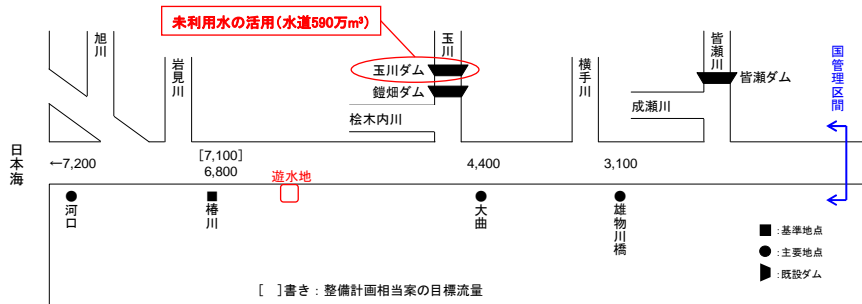 未利用水の活用(水道590万m³)
旭川
岩見川
玉川
玉川ダム
鎧畑ダム
桧木内川
横手川
皆瀬川
皆瀬ダム
成瀬川
国管理区間
日本海
←7,200
[7,100]
6,800
遊水地
4,400
3,100
河口
椿川
大曲
雄物川橋
■:基準地点
●:主要地点
:既設ダム
[ ]書き:整備計画相当案の目標流量